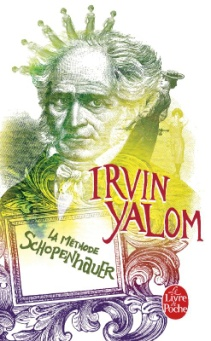 IRVIN
YALOM
LA MÉTHODE
SCHOPENHAUER
Le Livre de Poche